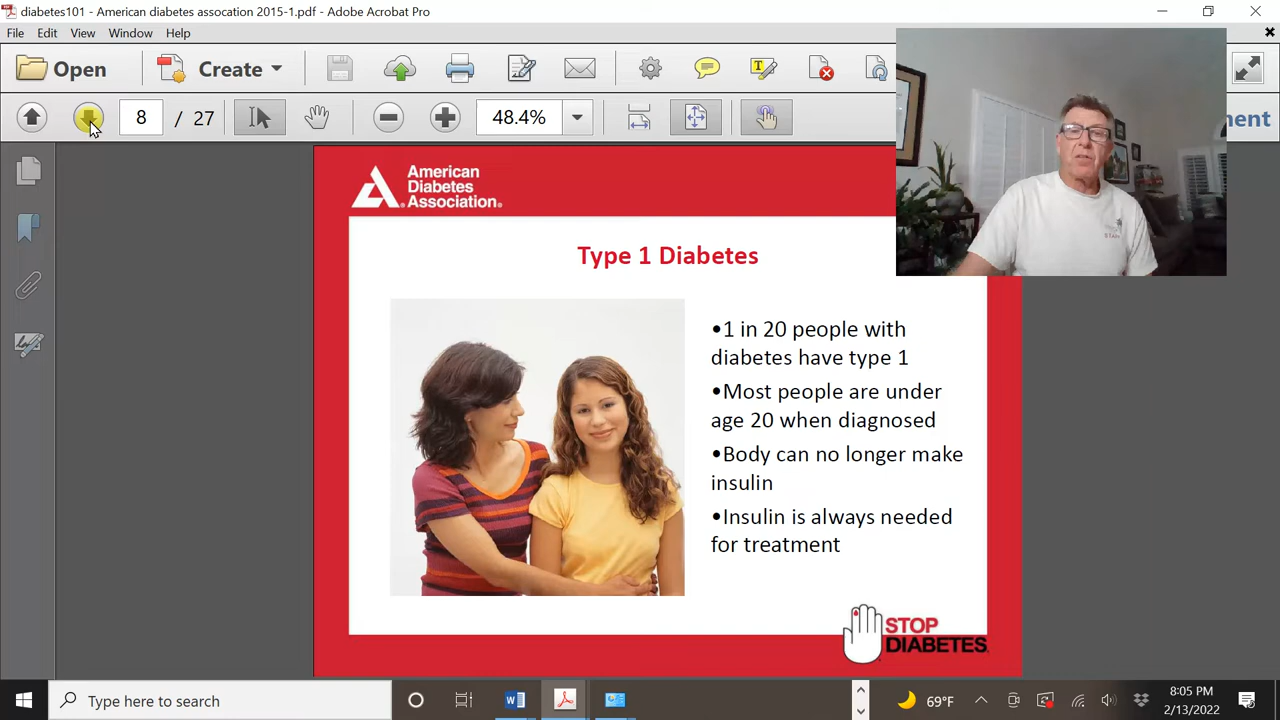 diabetes101 - American diabetes assocation 2015-1.pdf - Adobe Acrobat Pro
File Edit View Window Help
Open
Create
8 / 27
48.4%
ment
American
Diabetes
Association®
Type 1 Diabetes
•1 in 20 people with
diabetes have type 1
•Most people are under
age 20 when diagnosed
•Body can no longer make
insulin
•Insulin is always needed
for treatment
STOP
DIABETES
Type here to search
69°F
8:05 PM
2/13/2022